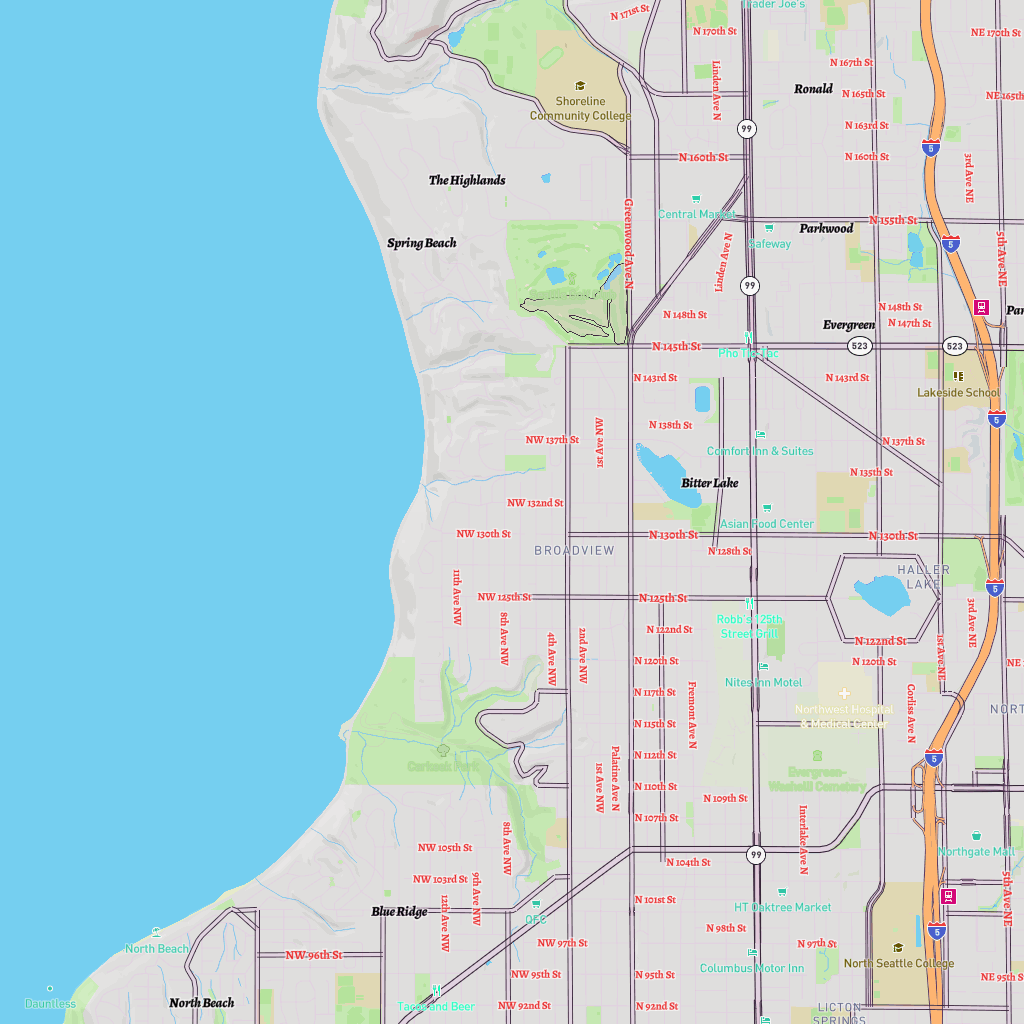 Trader Joe's
N 171st St
N 170th St
NE 170th St
N 167th St
Ronald
Linden Ave N
N 165th St
NE 165th
Shoreline
Community College
99
N 163rd St
5
N 160th St
N 160th St
3rd Ave NE
The Highlands
Central Market
Greenwood Ave N
N 155th St
Parkwood
Spring Beach
Safeway
5
5th Ave NE
Linden Ave N
99
N 148th St
N 148th St
Evergreen
N 147th St
N 145th St
523
523
Pho Tic Tac
N 143rd St
N 143rd St
Lakeside School
5
N 138th St
1st Ave NW
NW 137th St
N 137th St
Comfort Inn & Suites
N 135th St
Bitter Lake
NW 132nd St
Asian Food Center
NW 130th St
N 130th St
N 130th St
BROADVIEW
N 128th St
HALLER
LAKE
5
11th Ave NW
NW 125th St
N 125th St
3rd Ave NE
8th Ave NW
4th Ave NW
2nd Ave NW
Robb's 125th
Street Grill
N 122nd St
N 122nd St
1st Ave NE
N 120th St
N 120th St
NE
Nites Inn Motel
N 117th St
Fremont Ave N
Corliss Ave N
Northwest Hospital
& Medical Center
N 115th St
Carkeek Park
N 112th St
5
Palatine Ave N
1st Ave NW
Evergreen-
Washelli Cemetery
N 110th St
N 109th St
N 107th St
Interlake Ave N
8th Ave NW
NW 105th St
99
N 104th St
Northgate Mall
NW 103rd St
9th Ave NW
12th Ave NW
5th Ave NE
N 101st St
Blue Ridge
QFC
HT Oaktree Market
N 98th St
5
North Beach
NW 97th St
N 97th St
NW 96th St
North Seattle College
Columbus Motor Inn
NW 95th St
N 95th St
NE 95th S
Dauntless
North Beach
Tacos and Beer
NW 92nd St
N 92nd St
LICTON
SPRINGS